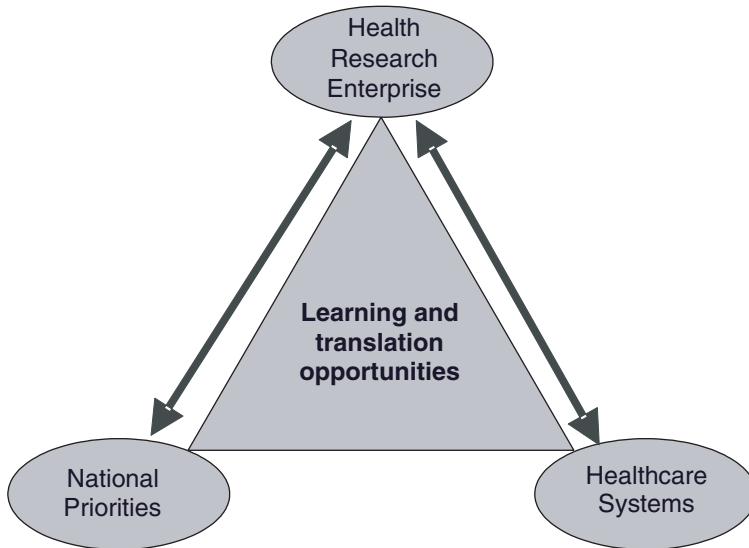 Health
Research
Enterprise
Learning and
translation
opportunities
National
Priorities
Healthcare
Systems